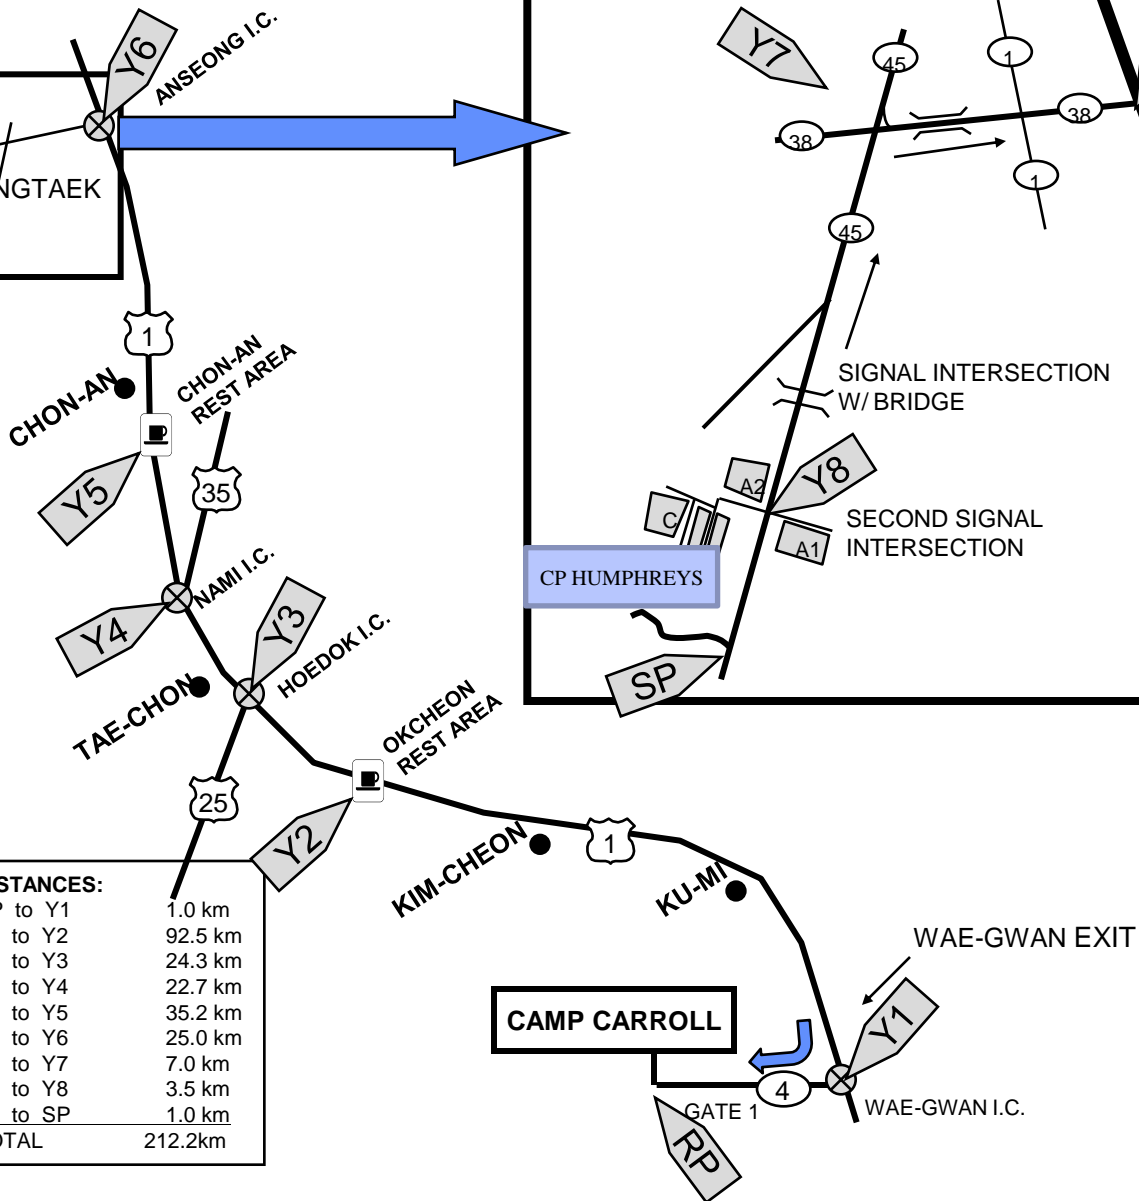 Y6
ANSEONG I.C.
NGTAEK
1
CHON-AN
CHON-AN
REST AREA
Y5
35
NAMI I.C.
Y4
Y3
HOEDOK I.C.
TAE-CHON
25
OKCHEON
REST AREA
Y2
KIM-CHEON
1
KU-MI
Y7
45
1
38
38
1
45
SIGNAL INTERSECTION
W/ BRIDGE
A2
Y8
C
A1
SECOND SIGNAL
INTERSECTION
CP HUMPHREYS
SP
STANCES:
P to Y1 1.0 km
to Y2 92.5 km
to Y3 24.3 km
to Y4 22.7 km
to Y5 35.2 km
to Y6 25.0 km
to Y7 7.0 km
to Y8 3.5 km
to SP 1.0 km
OTAL 212.2km
WAE-GWAN EXIT
CAMP CARROLL
Y1
4
GATE 1
WAE-GWAN I.C.
RP